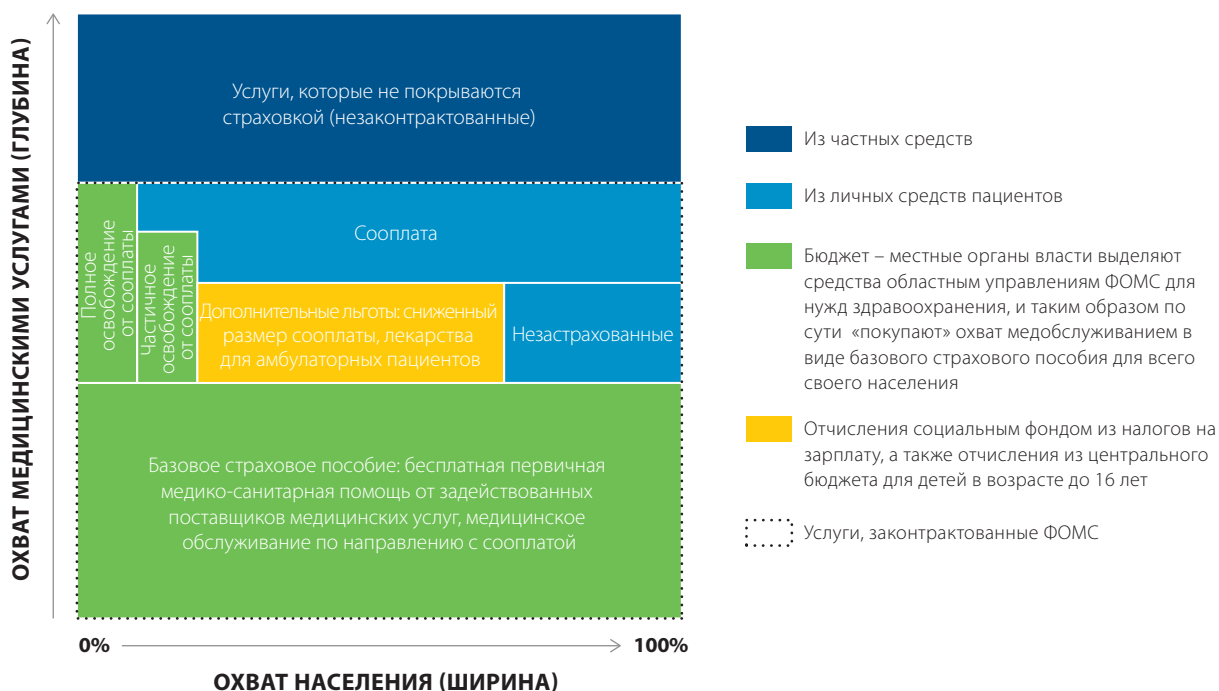 ОХВАТ МЕДИЦИНСКИМИ УСЛУГАМИ (ГЛУБИНА)
Услуги, которые не покрываются
страховкой (незаконтрактованные)
Полное
освобождение
от сооплаты
Частичное
освобождение
от сооплаты
Сооплата
Дополнительные льготы: сниженный
размер сооплаты, лекарства
для амбулаторных пациентов
Незастрахованные
Базовое страховое пособие: бесплатная первичная
медико-санитарная помощь от задействованных
поставщиков медицинских услуг, медицинское
обслуживание по направлению с сооплатой
0%
100%
ОХВАТ НАСЕЛЕНИЯ (ШИРИНА)
Из частных средств
Из личных средств пациентов
Бюджет – местные органы власти выделяют
средства областным управлениям ФОМС для
нужд здравоохранения, и таким образом по
сути «покупают» охват медобслуживанием в
виде базового страхового пособия для всего
своего населения
Отчисления социальным фондом из налогов на
зарплату, а также отчисления из центрального
бюджета для детей в возрасте до 16 лет
Услуги, законтрактованные ФОМС